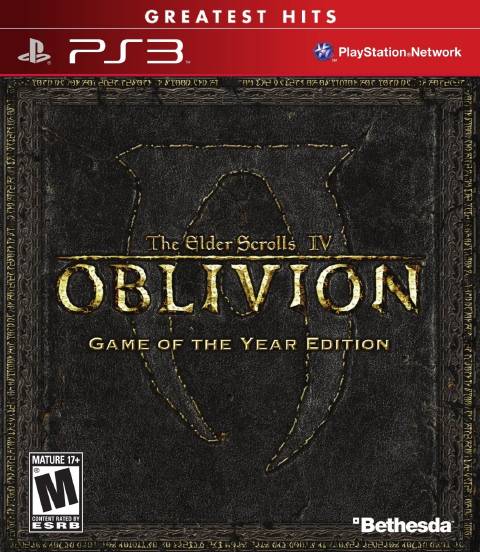 GREATEST HITS
PS3
PlayStation®Network
The Elder Scrolls IV
OBLIVION
GAME OF THE YEAR EDITION
MATURE 17+
M
®
CONTENT RATED BY
ESRB
Bethesda